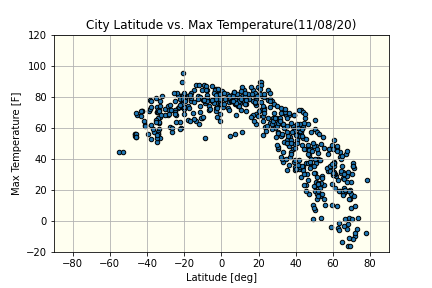 City Latitude vs. Max Temperature(11/08/20)
120
100
80
60
40
20
0
−20
Max Temperature [F]
−80 −60 −40 −20 0 20 40 60 80
Latitude [deg]